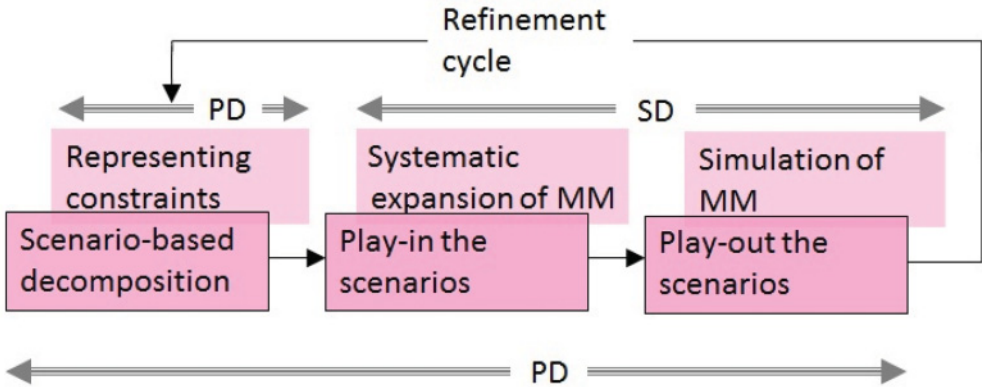 Refinement
cycle
PD
SD
Representing
constraints
Systematic
expansion of MM
Simulation of
MM
Scenario-based
decomposition
Play-in the
scenarios
Play-out the
scenarios
PD